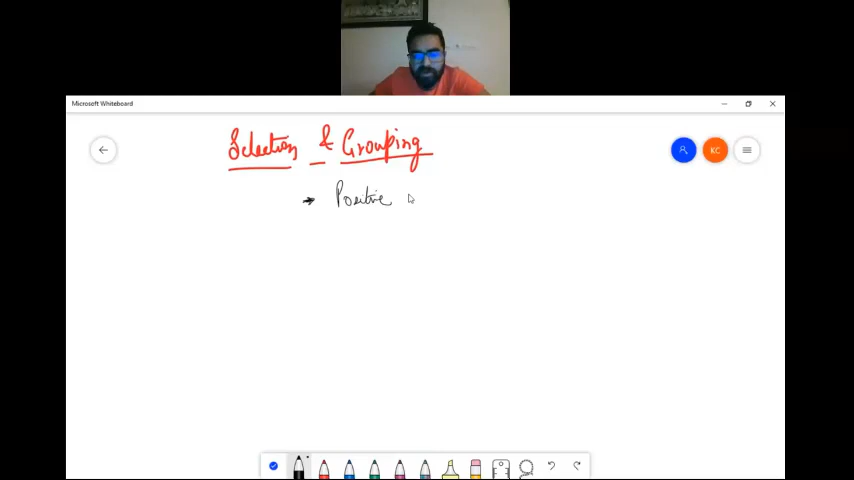 Microsoft Whiteboard
KC
Selection & Grouping
→ Positive